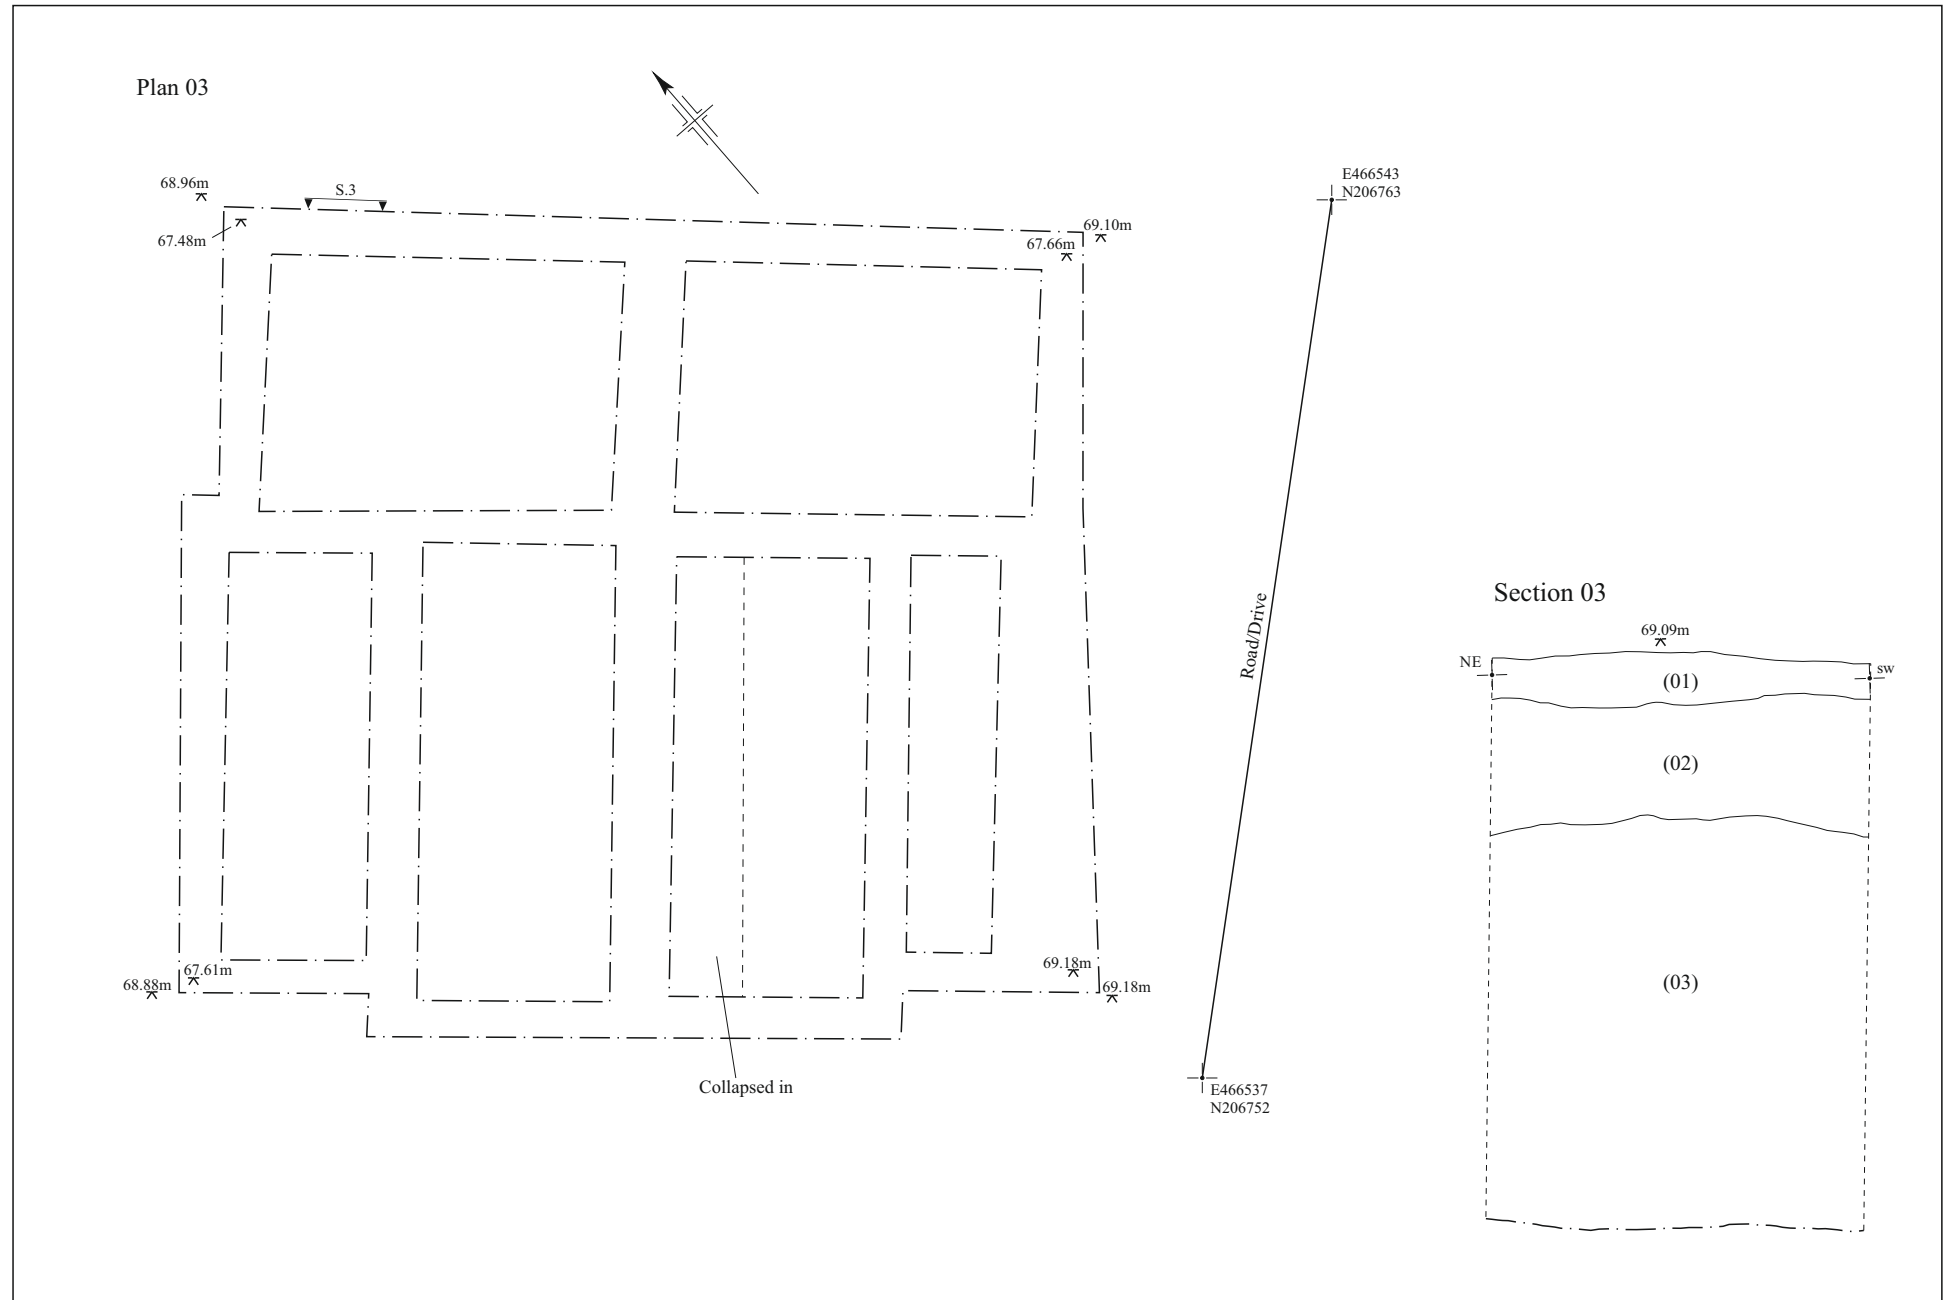 Plan 03
68.96m
S.3
67.48m
69.10m
67.66m
E466543
N206763
Road/Drive
Section 03
69.09m
NE
sw
(01)
(02)
(03)
67.61m
68.88m
69.18m
69.18m
Collapsed in
E466537
N206752